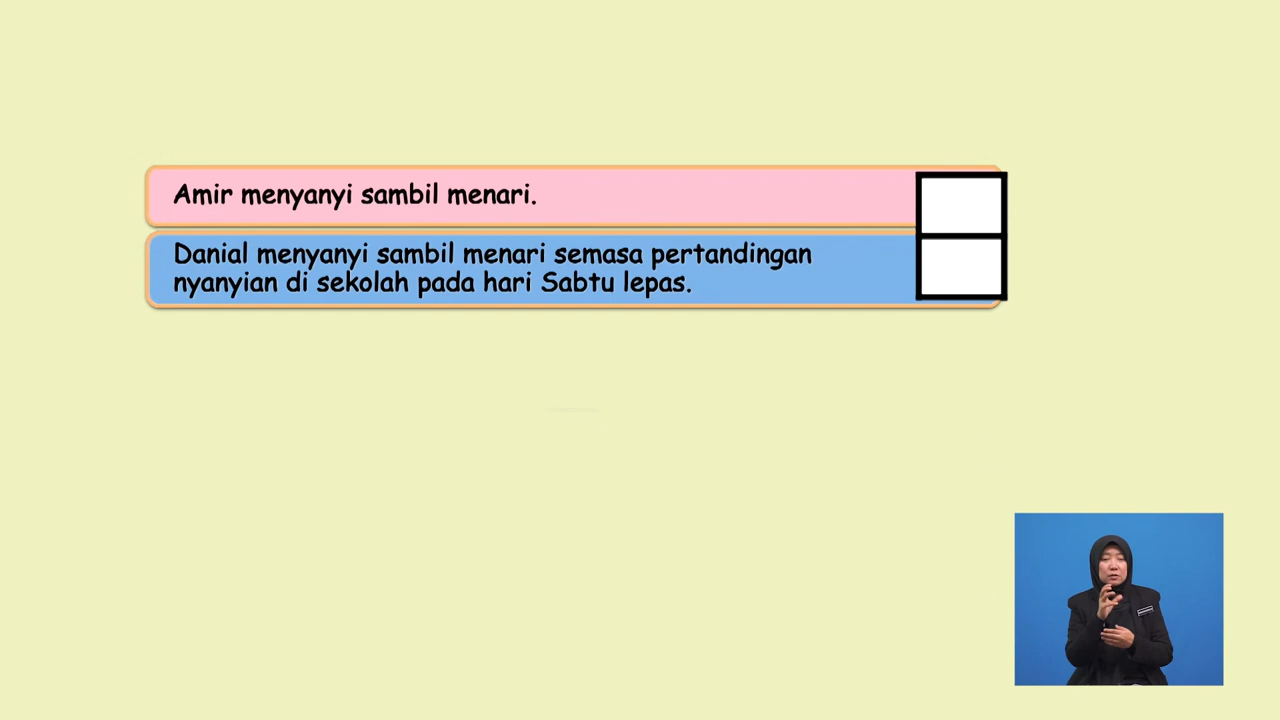 Amir menyanyi sambil menari.
Danial menyanyi sambil menari semasa pertandingan
nyanyian di sekolah pada hari Sabtu lepas.